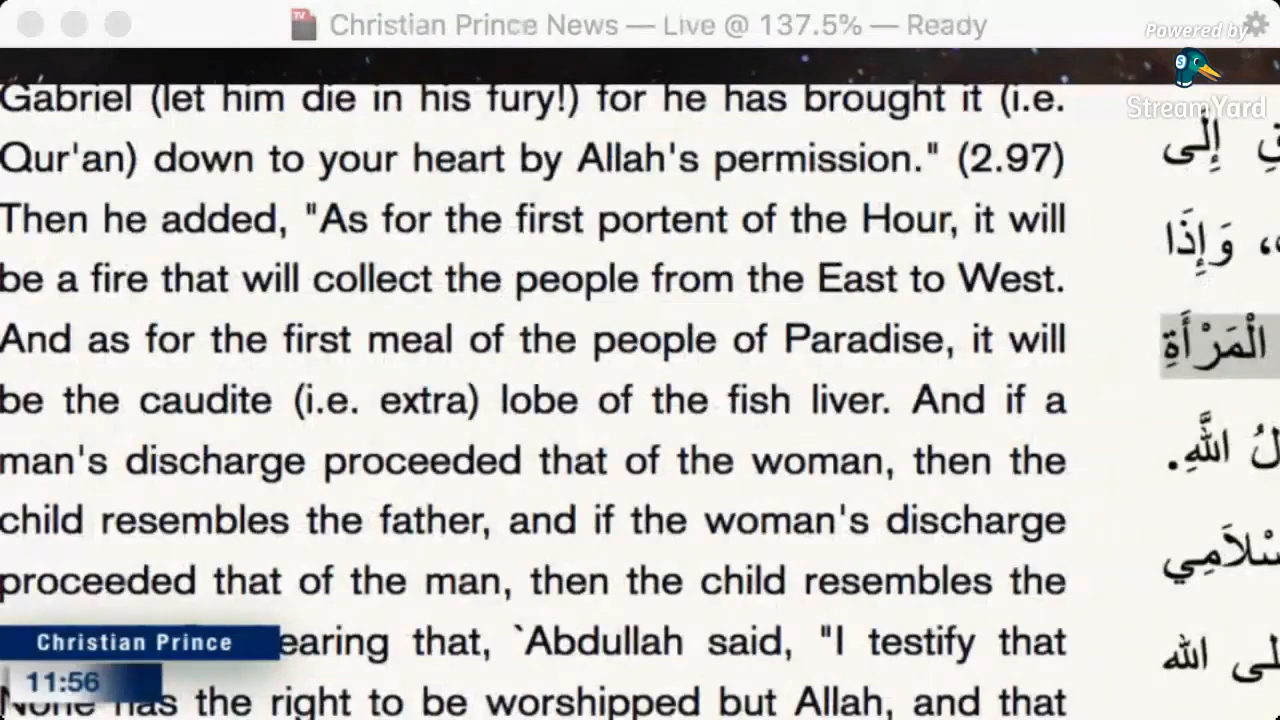 Christian Prince News — Live @ 137.5% — Ready
Powered by
StreamYard
Gabriel (let him die in his fury!) for he has brought it (i.e.
Qur'an) down to your heart by Allah's permission." (2.97)
Then he added, "As for the first portent of the Hour, it will
be a fire that will collect the people from the East to West.
And as for the first meal of the people of Paradise, it will
be the caudite (i.e. extra) lobe of the fish liver. And if a
man's discharge proceeded that of the woman, then the
child resembles the father, and if the woman's discharge
proceeded that of the man, then the child resembles the
earing that, `Abdullah said, "I testify that
None has the right to be worshipped but Allah, and that
إِلَى
وَإِذَا
الْمَرْأَةِ
اللَّهِ.
الله
Christian Prince
11:56